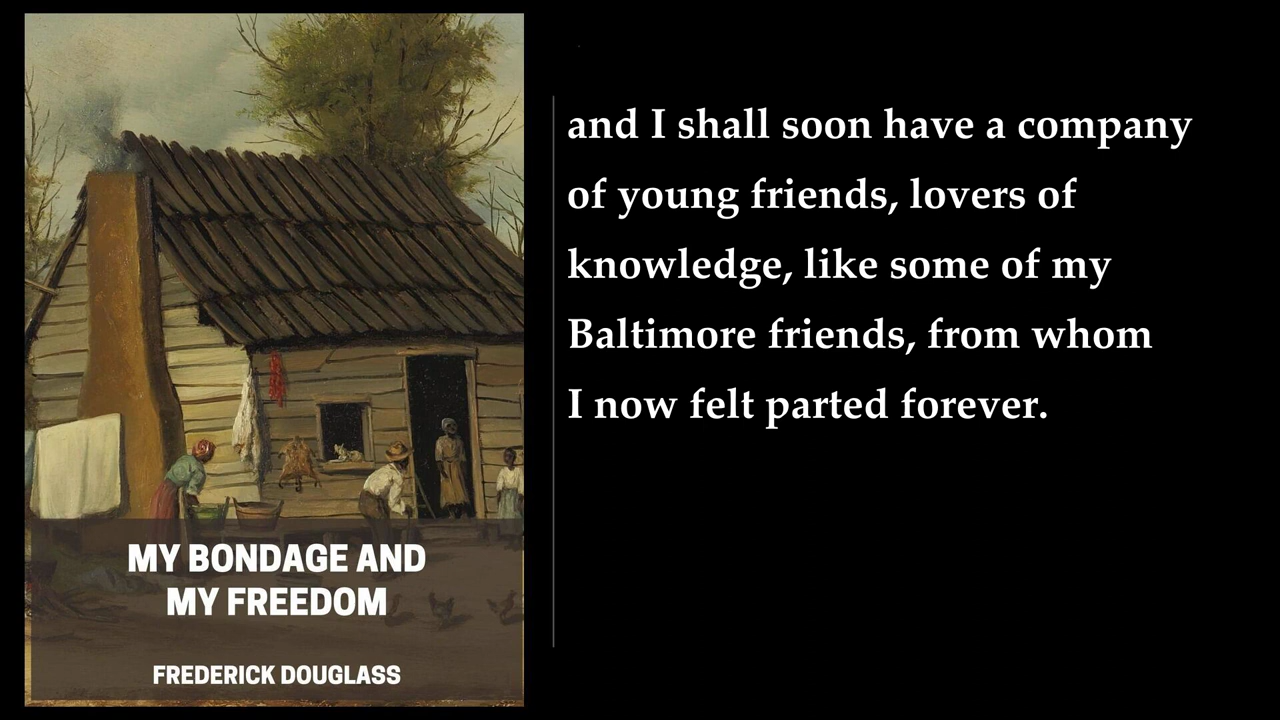 and I shall soon have a company
of young friends, lovers of
knowledge, like some of my
Baltimore friends, from whom
I now felt parted forever.
MY BONDAGE AND
MY FREEDOM
FREDERICK DOUGLASS